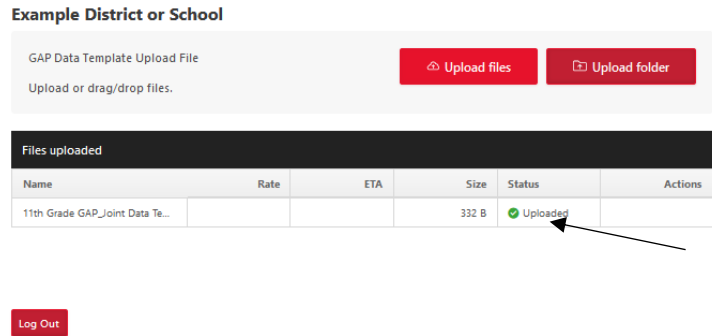 Example District or School
GAP Data Template Upload File
Upload or drag/drop files.
Upload files
Upload folder
Files uploaded
Name Rate ETA Size Status Actions
11th Grade GAP_Joint Data Te... 332 B Uploaded
Log Out